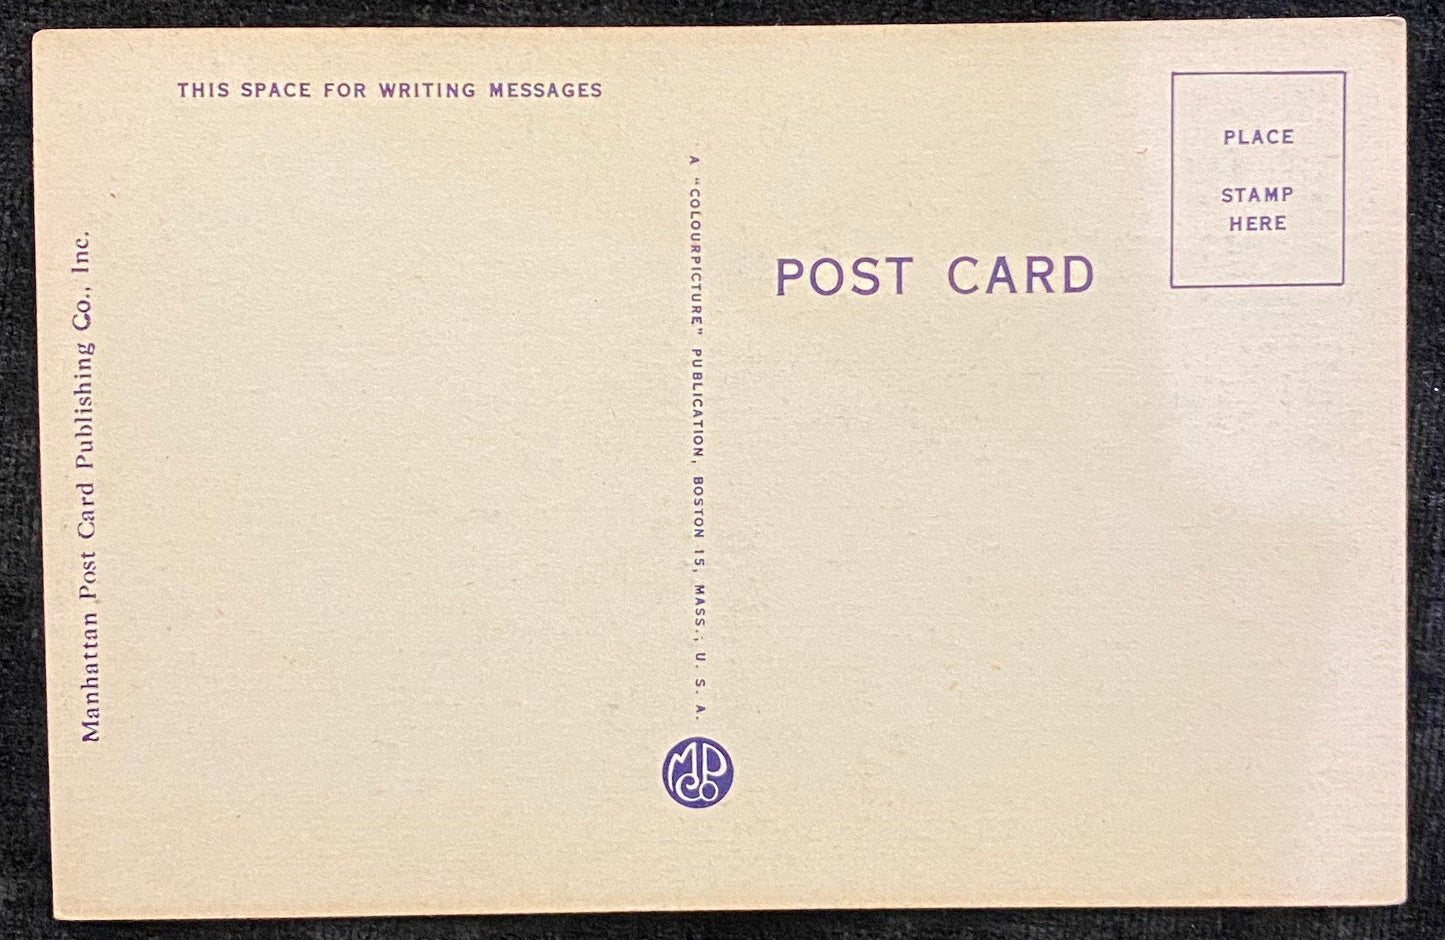 THIS SPACE FOR WRITING MESSAGES
Manhattan Post Card Publishing Co., Inc.
A "COLOURPICTURE" PUBLICATION, BOSTON 15, MASS., U. S. A.
MPCo
POST CARD
PLACE
STAMP
HERE